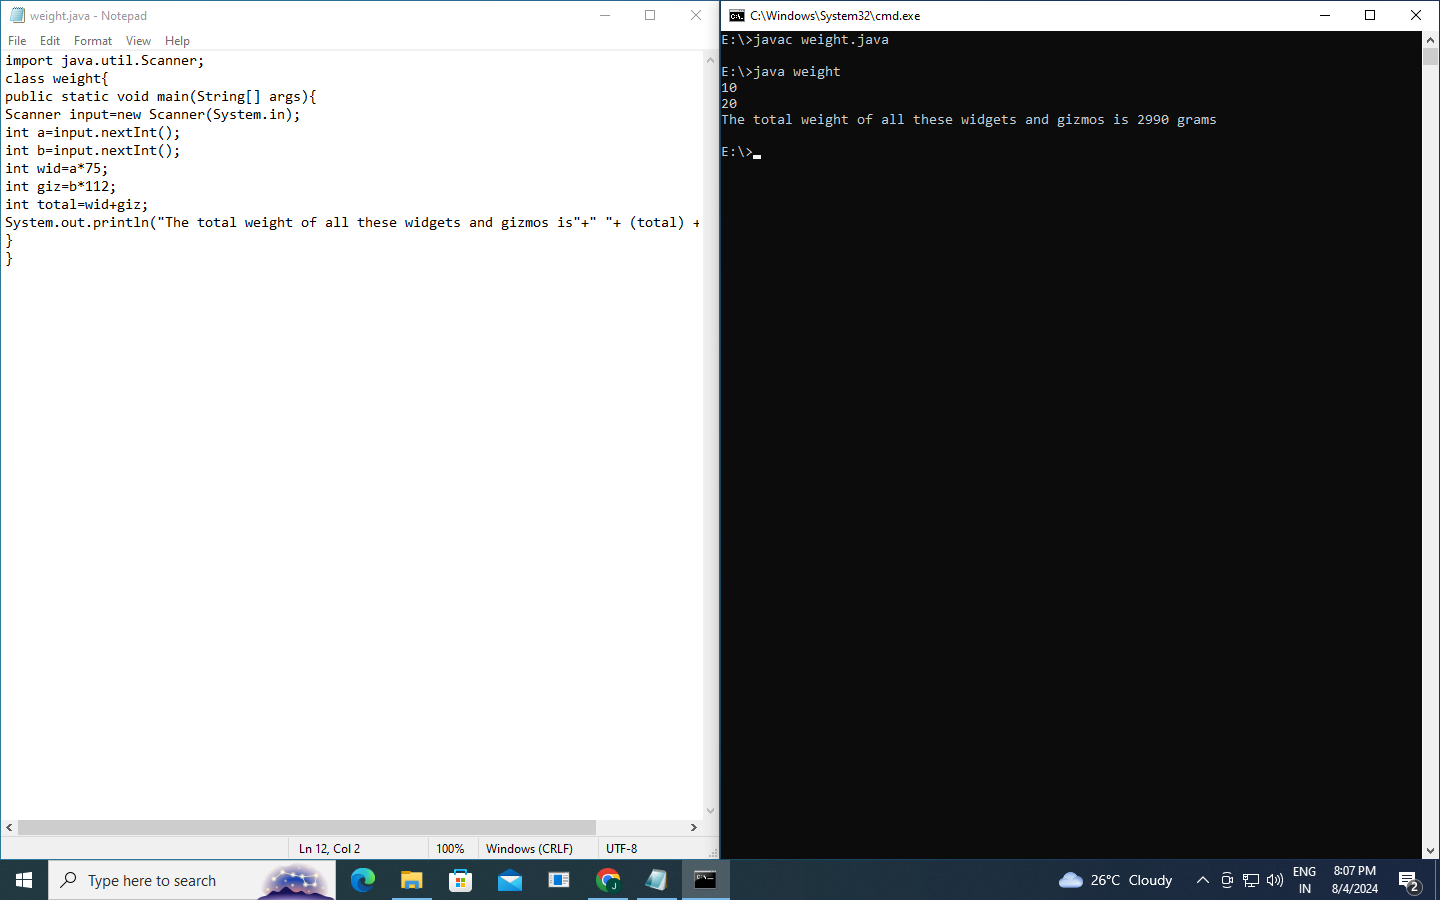 weight.java - Notepad
File Edit Format View Help
import java.util.Scanner;
class weight{
public static void main(String[] args){
Scanner input=new Scanner(System.in);
int a=input.nextInt();
int b=input.nextInt();
int wid=a*75;
int giz=b*112;
int total=wid+giz;
System.out.println("The total weight of all these widgets and gizmos is"+" "+ (total) +
}
}
Ln 12, Col 2 100% Windows (CRLF) UTF-8
C:\Windows\System32\cmd.exe
E:\>javac weight.java
E:\>java weight
10
20
The total weight of all these widgets and gizmos is 2990 grams
E:\>
Type here to search
26°C Cloudy
ENG
IN
8:07 PM
8/4/2024
2